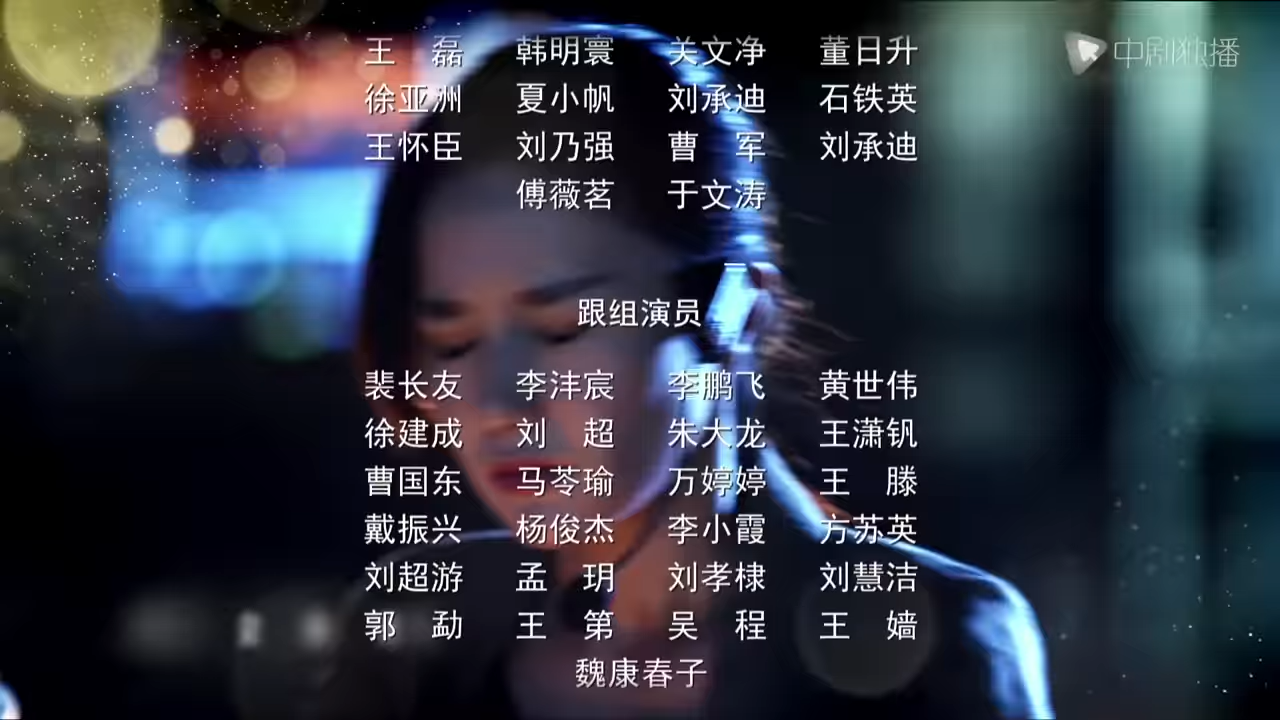 王 磊 韩明寰 关文净 董日升
中剧独播
徐亚洲 夏小帆 刘承迪 石铁英
王怀臣 刘乃强 曹 军 刘承迪
傅薇茗 于文涛
跟组演员
裴长友 李沣宸 李鹏飞 黄世伟
徐建成 刘 超 朱大龙 王潇钒
曹国东 马苓瑜 万婷婷 王 滕
戴振兴 杨俊杰 李小霞 方苏英
刘超游 孟 玥 刘孝棣 刘慧洁
郭 勐 王 第 吴 程 王 嫱
魏康春子